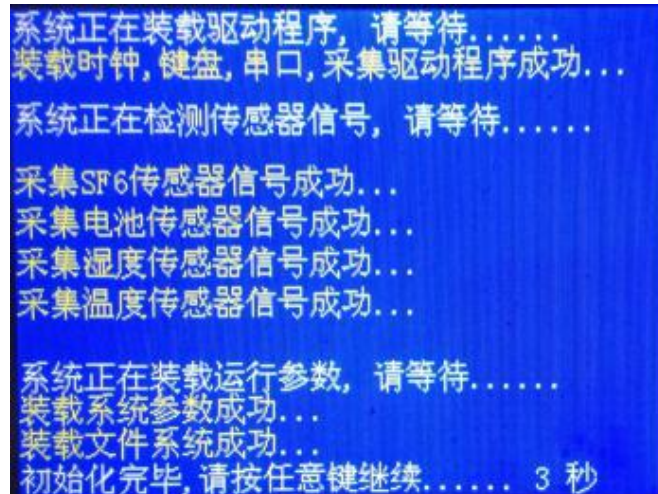 系统正在装载驱动程序, 请等待......
装载时钟,键盘,串口,采集驱动程序成功...
系统正在检测传感器信号, 请等待......
采集SF6传感器信号成功...
采集电池传感器信号成功...
采集湿度传感器信号成功...
采集温度传感器信号成功...
系统正在装载运行参数, 请等待......
装载系统参数成功...
装载文件系统成功...
初始化完毕,请按任意键继续...... 3 秒